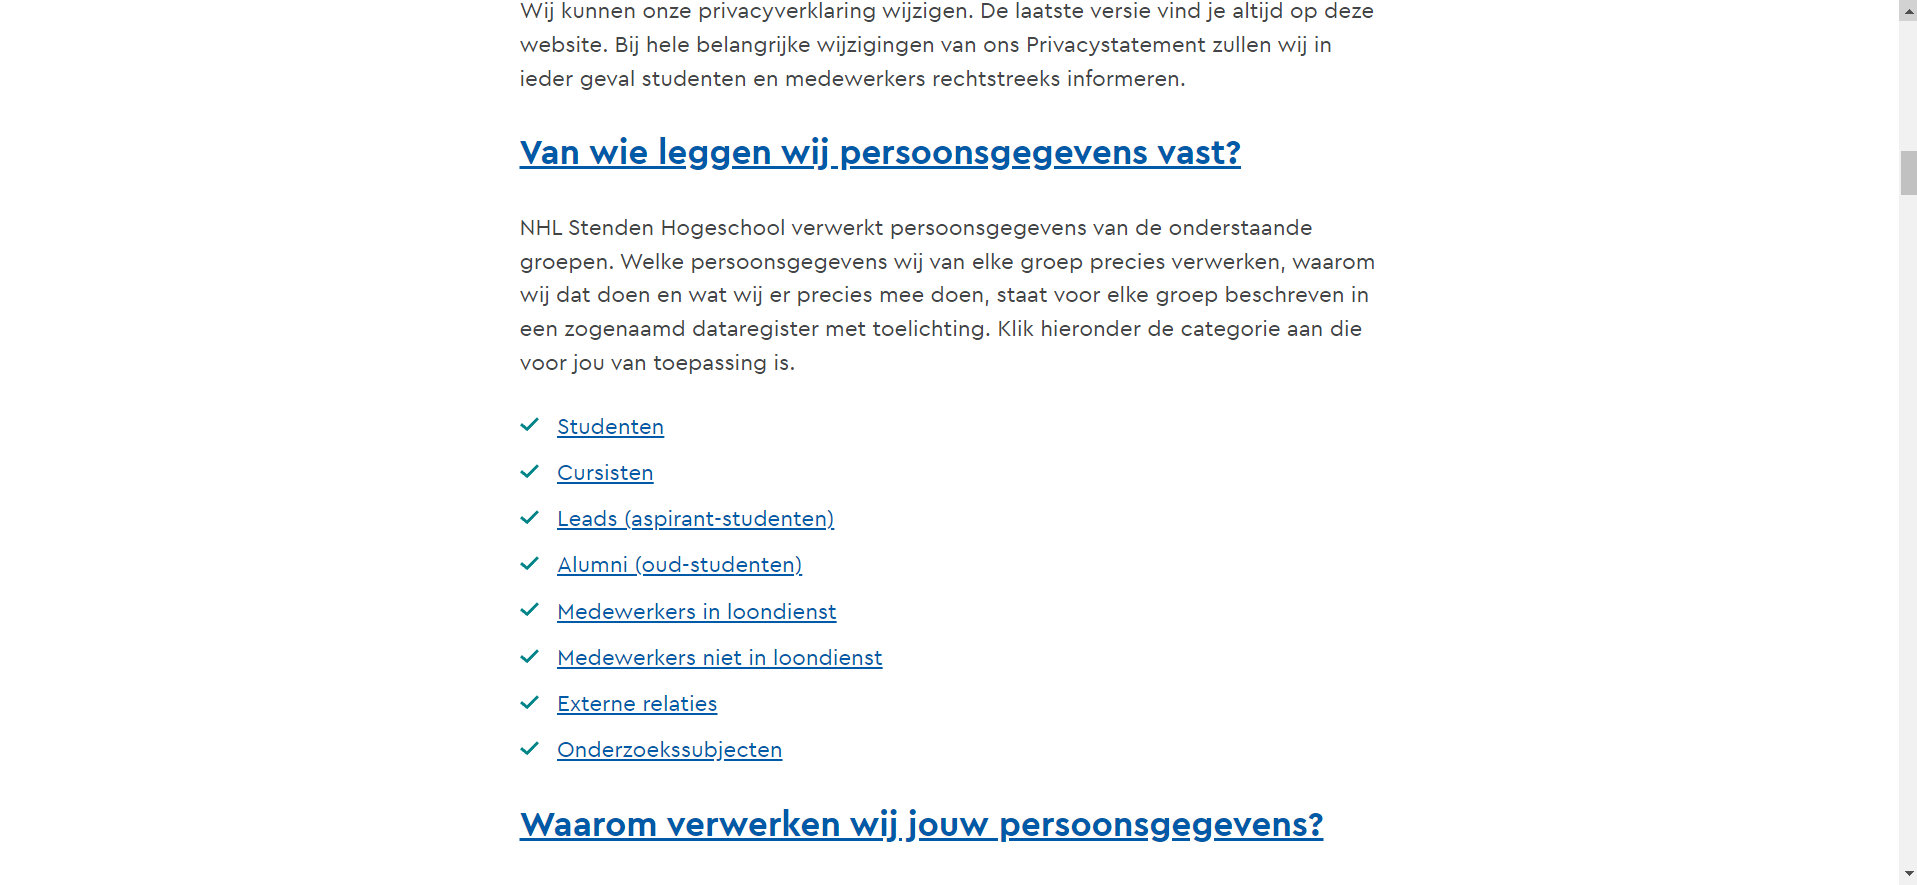 Wij kunnen onze privacyverklaring wijzigen. De laatste versie vind je altijd op deze
website. Bij hele belangrijke wijzigingen van ons Privacystatement zullen wij in
ieder geval studenten en medewerkers rechtstreeks informeren.
Van wie leggen wij persoonsgegevens vast?
NHL Stenden Hogeschool verwerkt persoonsgegevens van de onderstaande
groepen. Welke persoonsgegevens wij van elke groep precies verwerken, waarom
wij dat doen en wat wij er precies mee doen, staat voor elke groep beschreven in
een zogenaamd dataregister met toelichting. Klik hieronder de categorie aan die
voor jou van toepassing is.
Studenten
Cursisten
Leads (aspirant-studenten)
Alumni (oud-studenten)
Medewerkers in loondienst
Medewerkers niet in loondienst
Externe relaties
Onderzoekssubjecten
Waarom verwerken wij jouw persoonsgegevens?